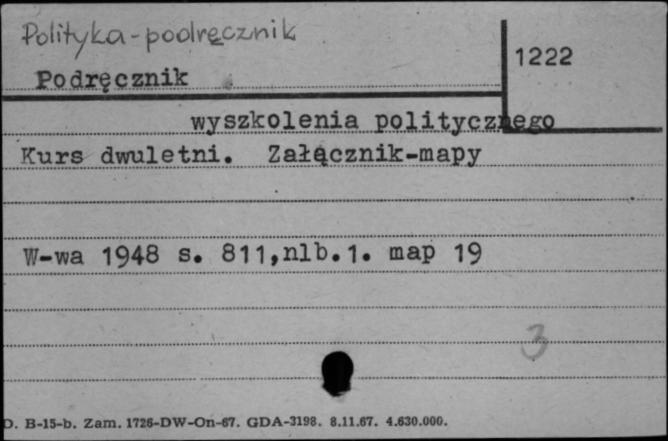 Polityka-podręcznik
1222
Podręcznik
wyszkolenia politycznego
Kurs dwuletni. Załącznik-mapy
W-wa 1948 s. 811,nlb.1. map 19
3
D. B-15-b. Zam. 1726-DW-On-67. GDA-3198. 8.11.67. 4.630.000.